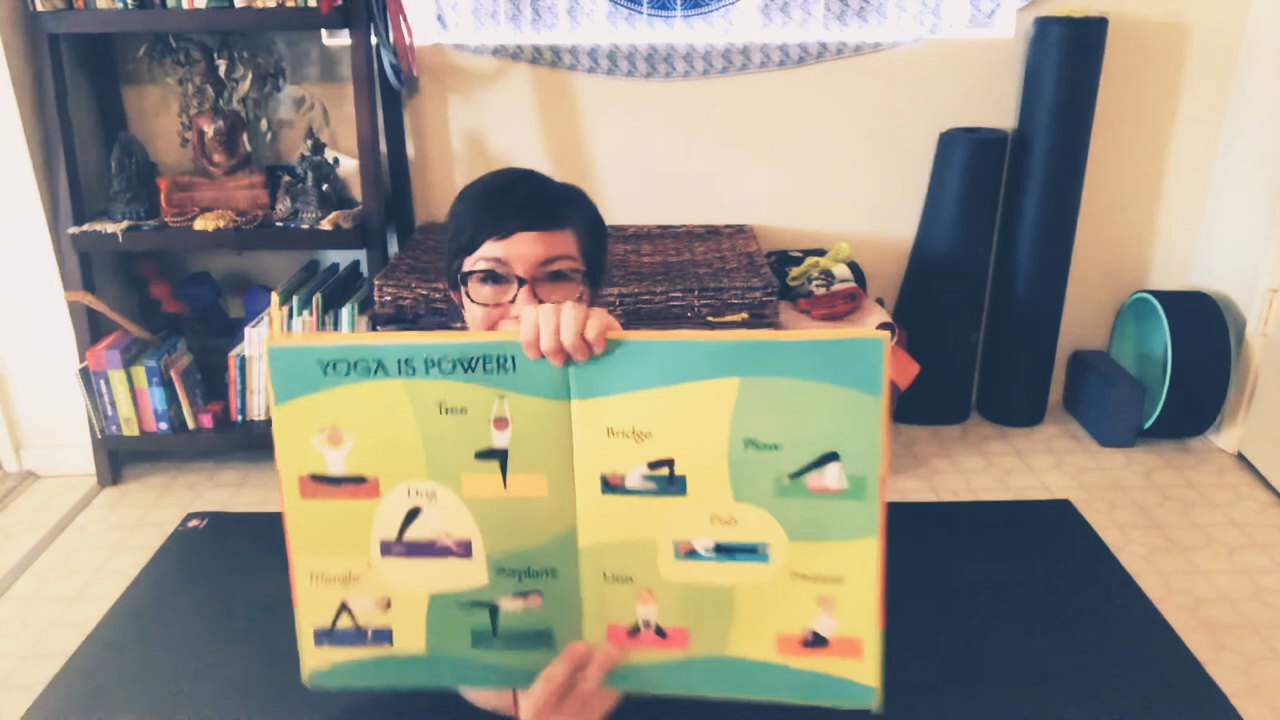 YOGA IS POWER!
Tree
Dog
Triangle
Airplane
Bridge
Plow
Fish
Lion